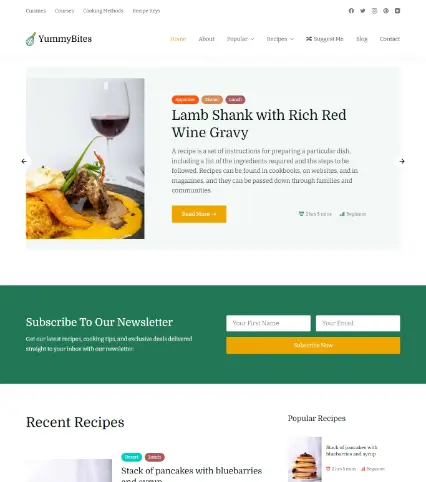 Cuisines Courses Cooking Methods Recipe Keys
YummyBites
Home About Popular Recipes Suggest Me Blog Contact
Appetizer Dinner Lunch
Lamb Shank with Rich Red
Wine Gravy
A recipe is a set of instructions for preparing a particular dish,
including a list of the ingredients required and the steps to be
followed. Recipes can be found in cookbooks, on websites, and in
magazines, and they can be passed down through families and
communities.
Read More →
2 hrs 5 mins Beginner
Subscribe To Our Newsletter
Get our latest recipes, cooking tips, and exclusive deals delivered
straight to your inbox with our newsletter.
Your First Name
Your Email
Subscribe Now
Recent Recipes
Dessert Lunch
Stack of pancakes with bluebarries
and syrup
Popular Recipes
Stack of pancakes with
bluebarries and syrup
2 hrs 5 mins Beginner